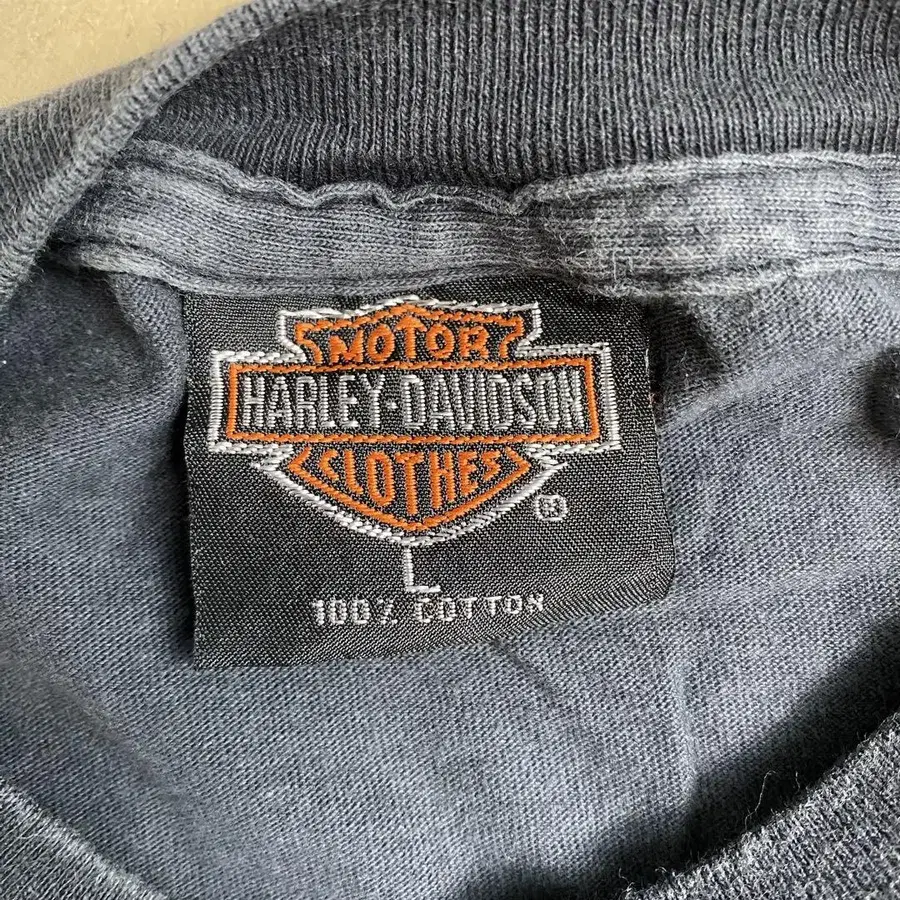 MOTOR
HARLEY-DAVIDSON
CLOTHES
®
L
100% COTTON